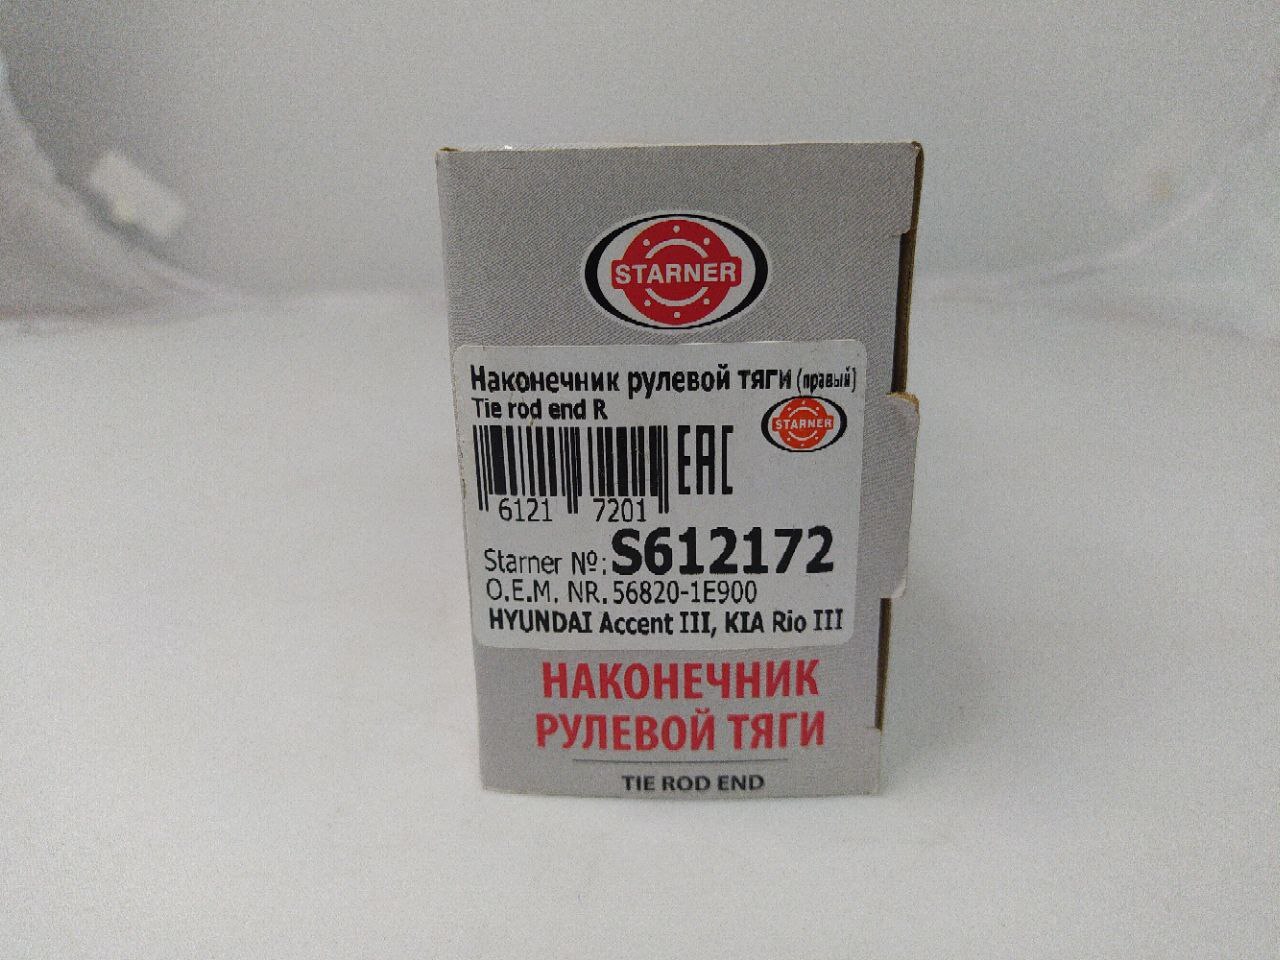 STARNER
Наконечник рулевой тяги (правый)
Tie rod end R
STARNER
EAC
6121 7201
Starner №: S612172
O.E.M. NR. 56820-1E900
HYUNDAI Accent III, KIA Rio III
НАКОНЕЧНИК
РУЛЕВОЙ ТЯГИ
TIE ROD END